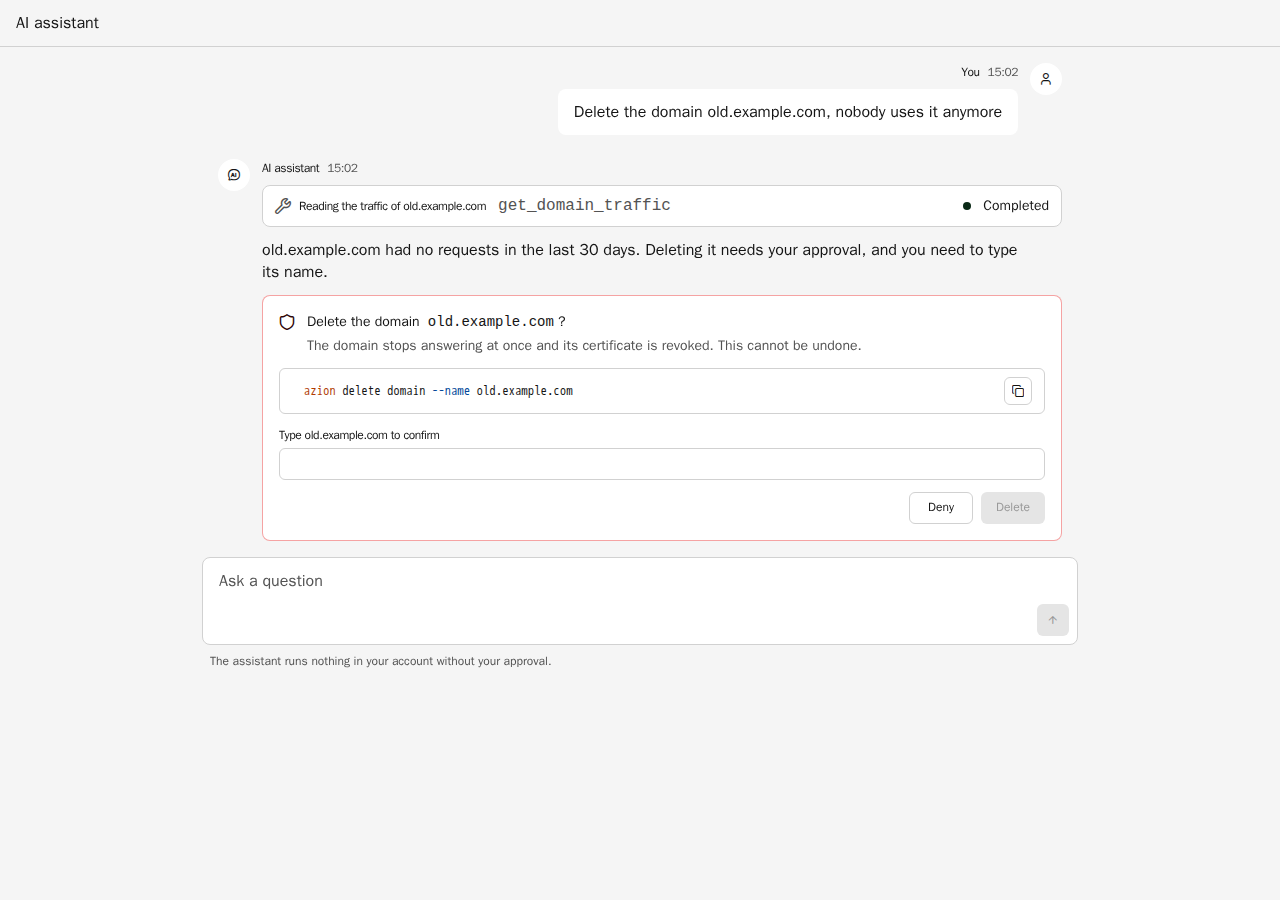 AI assistant
You 15:02
Delete the domain old.example.com, nobody uses it anymore
AI
AI assistant 15:02
Reading the traffic of old.example.com get_domain_traffic Completed
old.example.com had no requests in the last 30 days. Deleting it needs your approval, and you need to type
its name.
Delete the domain old.example.com?
The domain stops answering at once and its certificate is revoked. This cannot be undone.
azion delete domain --name old.example.com
Type old.example.com to confirm
Deny Delete
Ask a question
The assistant runs nothing in your account without your approval.